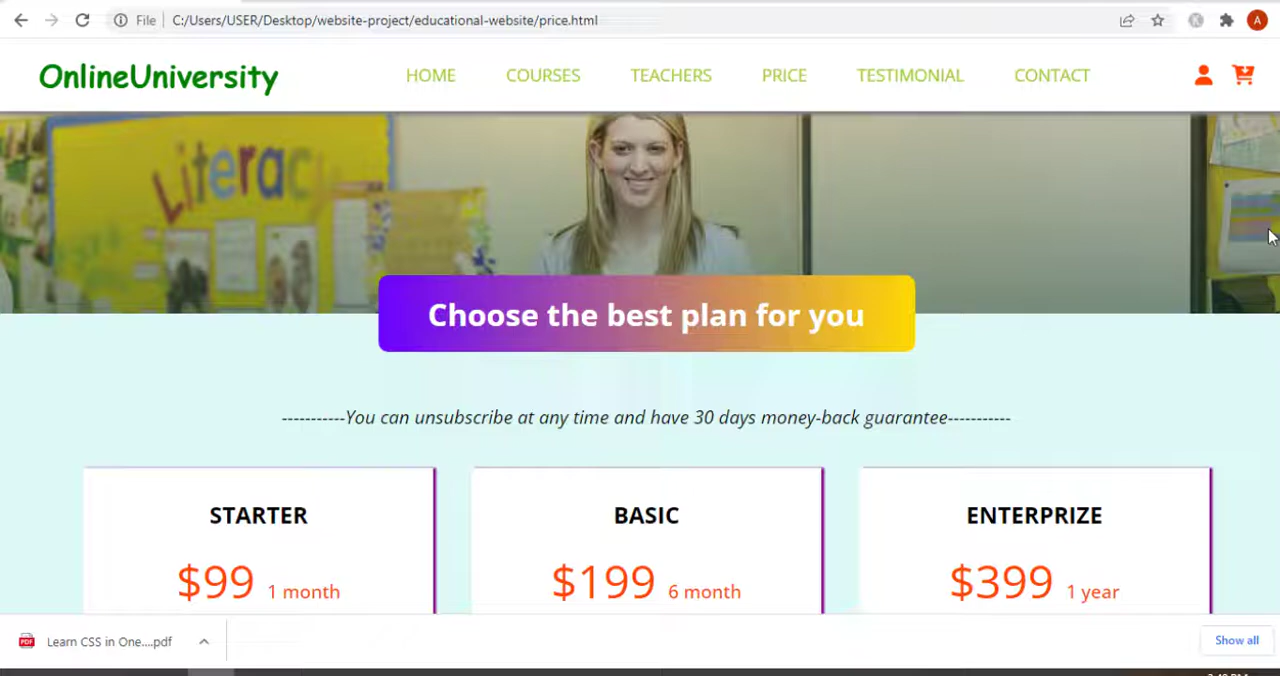 File
C:/Users/USER/Desktop/website-project/educational-website/price.html
A
OnlineUniversity
HOME
COURSES
TEACHERS
PRICE
TESTIMONIAL
CONTACT
Literac
Choose the best plan for you
-----------You can unsubscribe at any time and have 30 days money-back guarantee-----------
STARTER
$99 1 month
BASIC
$199 6 month
ENTERPRIZE
$399 1 year
PDF
Learn CSS in One....pdf
Show all